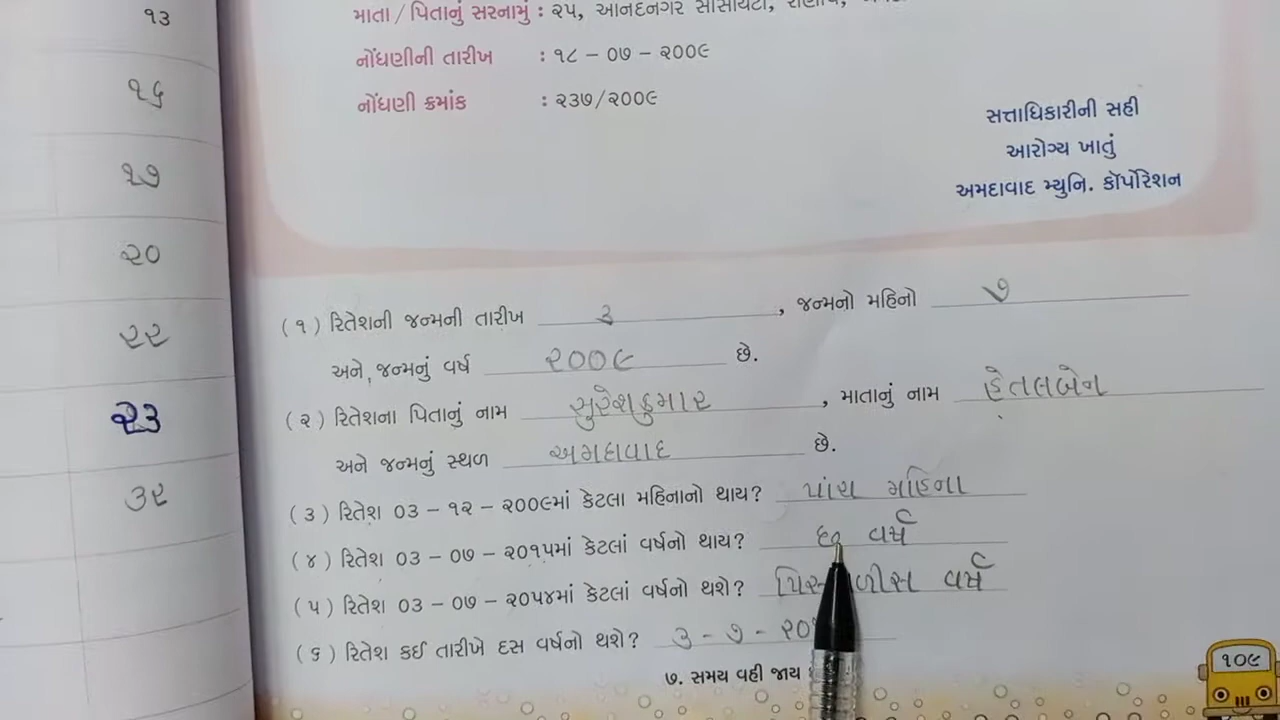 ૧૩
૧૬
૧૭
૨૦
૨૨
૨૩
૩૨
માતા / પિતાનું સરનામું : ૨૫, આનંદનગર સોસાયટી,
નોંધણીની તારીખ : ૧૮ – ૦૭ – ૨૦૦૯
નોંધણી ક્રમાંક : ૨૩૭/૨૦૦૯
સત્તાધિકારીની સહી
આરોગ્ય ખાતું
અમદાવાદ મ્યુનિ. કૉર્પોરેશન
(૧) રિતેશની જન્મની તારીખ ૩ , જન્મનો મહિનો ૭
અને, જન્મનું વર્ષ ૨૦૦૯ છે.
(૨) રિતેશના પિતાનું નામ સુરેશકુમાર , માતાનું નામ હેતલબેન
અને જન્મનું સ્થળ અમદાવાદ છે.
(૩) રિતેશ ૦૩ – ૧૨ – ૨૦૦૯માં કેટલા મહિનાનો થાય? પાંચ મહિના
(૪) રિતેશ ૦૩ – ૦૭ – ૨૦૧૫માં કેટલાં વર્ષનો થાય? છ વર્ષ
(૫) રિતેશ ૦૩ – ૦૭ – ૨૦૫૪માં કેટલાં વર્ષનો થશે? વર્ષ
(૬) રિતેશ કઈ તારીખે દસ વર્ષનો થશે? ૩ - ૭ -
૭. સમય વહી જાય
૧૦૯